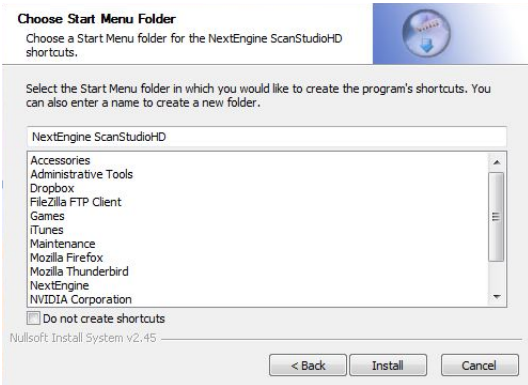 Choose Start Menu Folder
Choose a Start Menu folder for the NextEngine ScanStudioHD
shortcuts.
Select the Start Menu folder in which you would like to create the program's shortcuts. You
can also enter a name to create a new folder.
NextEngine ScanStudioHD
Accessories
Administrative Tools
Dropbox
FileZilla FTP Client
Games
iTunes
Maintenance
Mozilla Firefox
Mozilla Thunderbird
NextEngine
NVIDIA Corporation
Do not create shortcuts
Nullsoft Install System v2.45
< Back Install Cancel